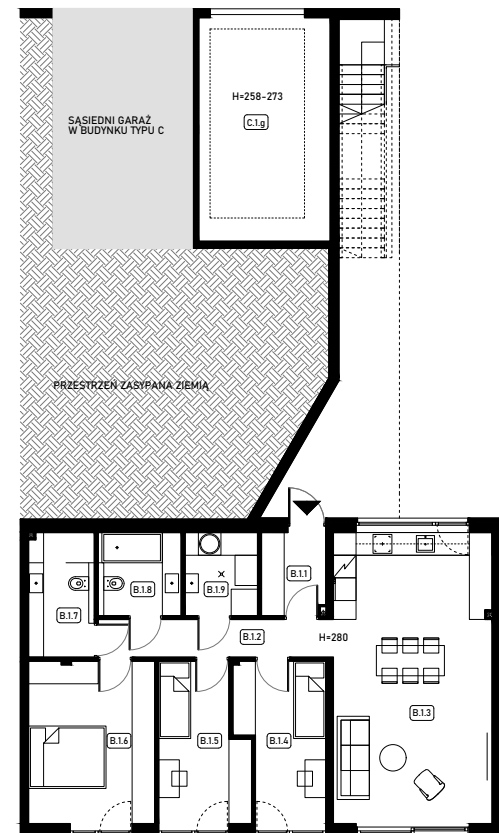 H=258-273
C.1.g
SĄSIEDNI GARAŻ
W BUDYNKU TYPU C
PRZESTRZEŃ ZASYPANA ZIEMIĄ
B.1.1
B.1.7
B.1.8
B.1.9
B.1.2
H=280
B.1.3
B.1.6
B.1.5
B.1.4